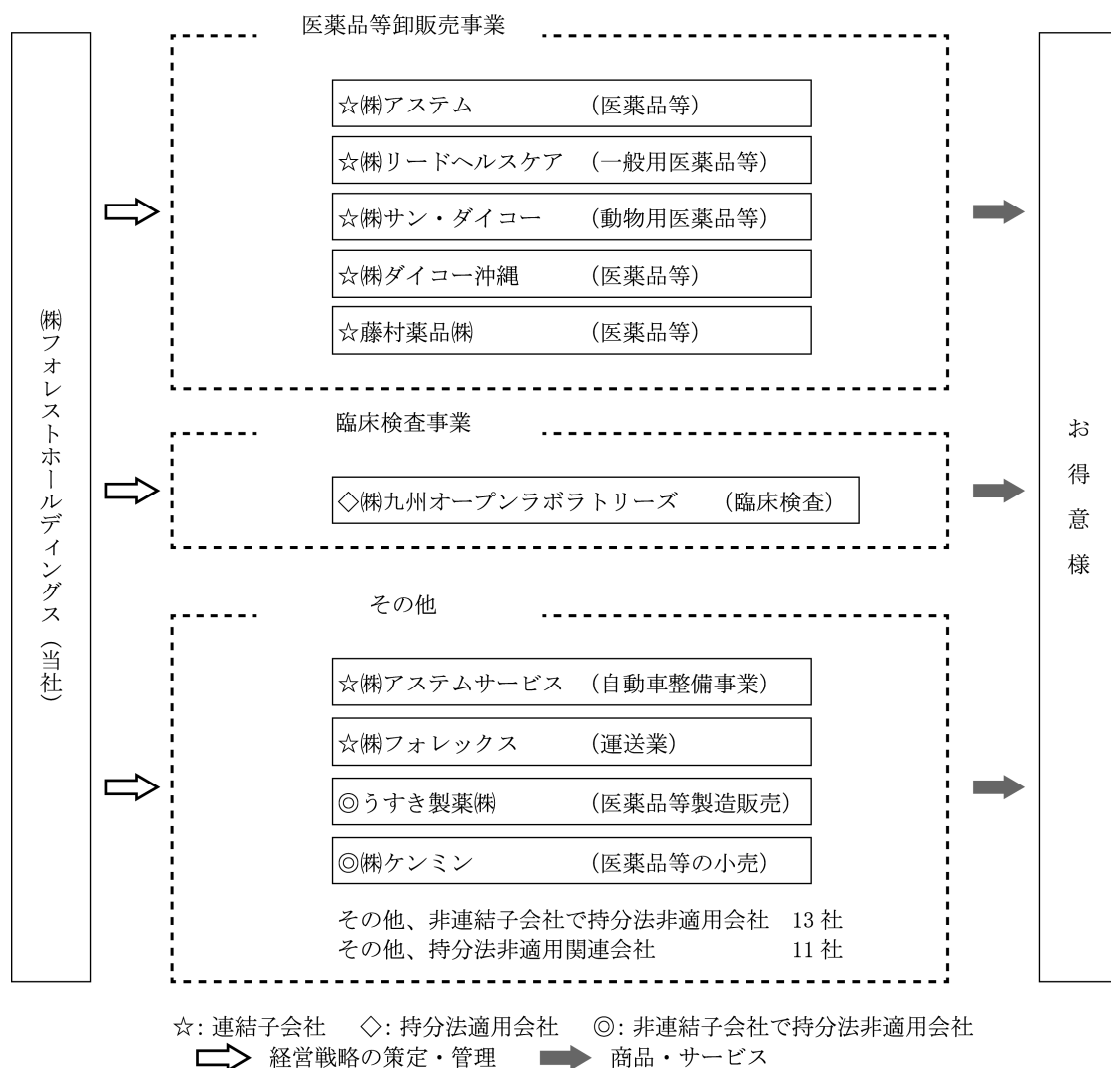 ㈱フォレストホールディングス（当社）
医薬品等卸販売事業
☆㈱アステム （医薬品等）
☆㈱リードヘルスケア （一般用医薬品等）
☆㈱サン・ダイコー （動物用医薬品等）
☆㈱ダイコー沖縄 （医薬品等）
☆藤村薬品㈱ （医薬品等）
臨床検査事業
◇㈱九州オープンラボラトリーズ （臨床検査）
その他
☆㈱アステムサービス （自動車整備事業）
☆㈱フォレックス （運送業）
◎うすき製薬㈱ （医薬品等製造販売）
◎㈱ケンミン （医薬品等の小売）
その他、非連結子会社で持分法非適用会社 13 社
その他、持分法非適用関連会社 11 社
お得意様
☆：連結子会社 ◇：持分法適用会社 ◎：非連結子会社で持分法非適用会社
経営戦略の策定・管理 商品・サービス